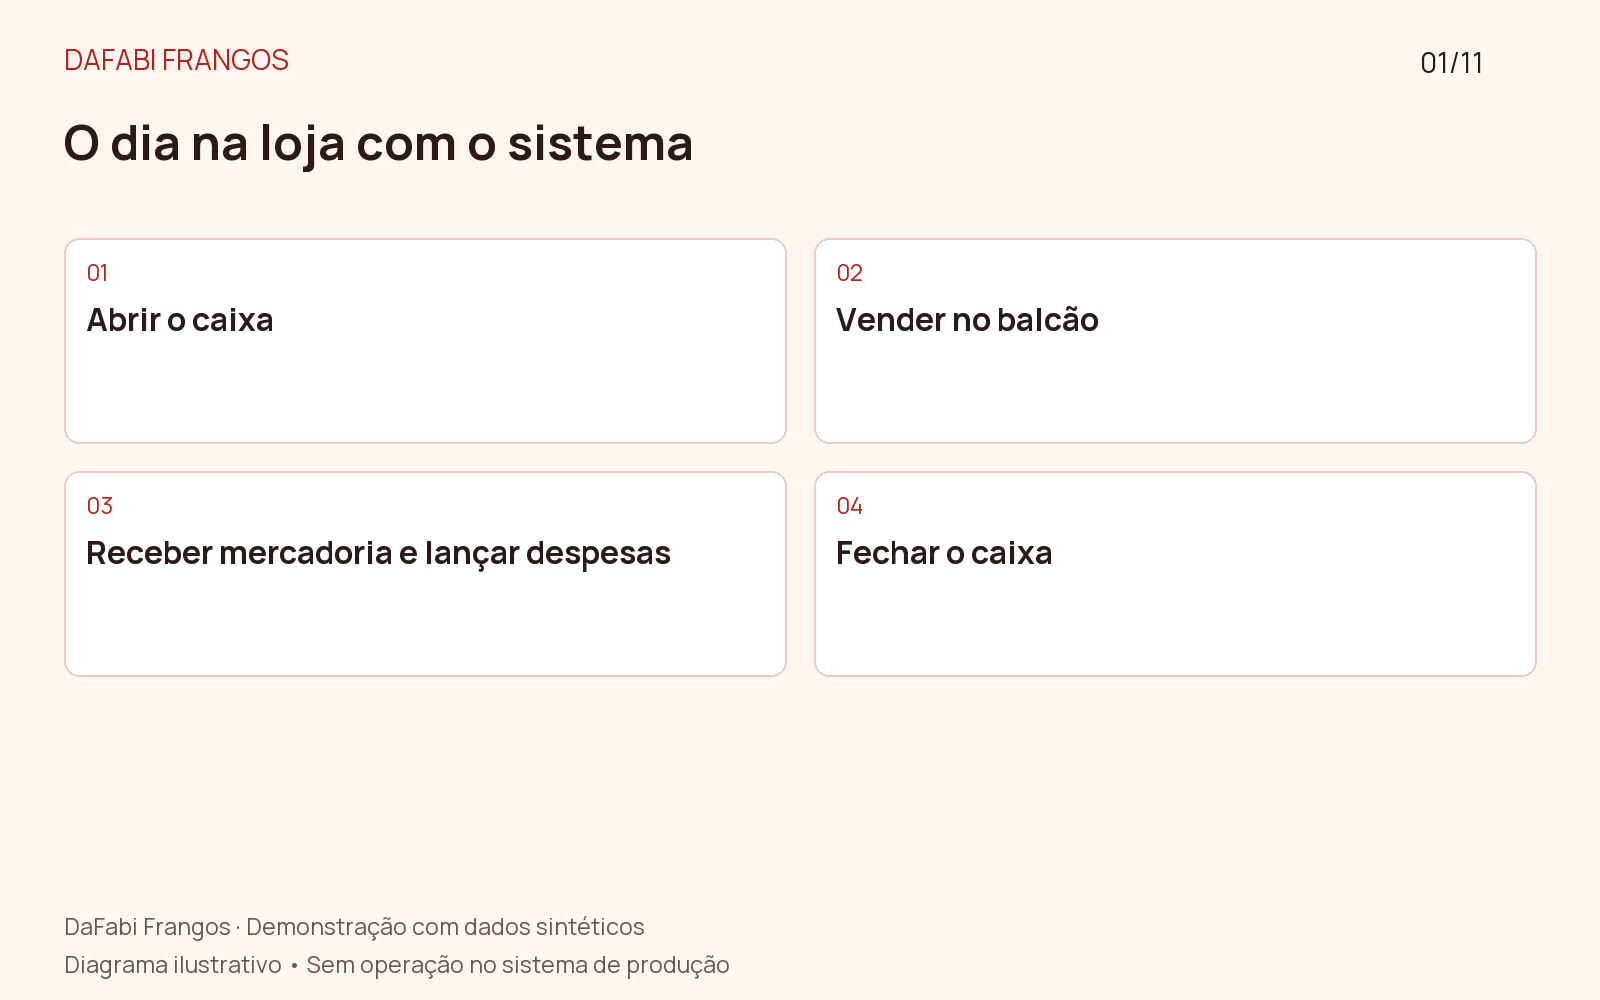 DAFABI FRANGOS
01/11
O dia na loja com o sistema
01
Abrir o caixa
02
Vender no balcão
03
Receber mercadoria e lançar despesas
04
Fechar o caixa
DaFabi Frangos · Demonstração com dados sintéticos
Diagrama ilustrativo • Sem operação no sistema de produção